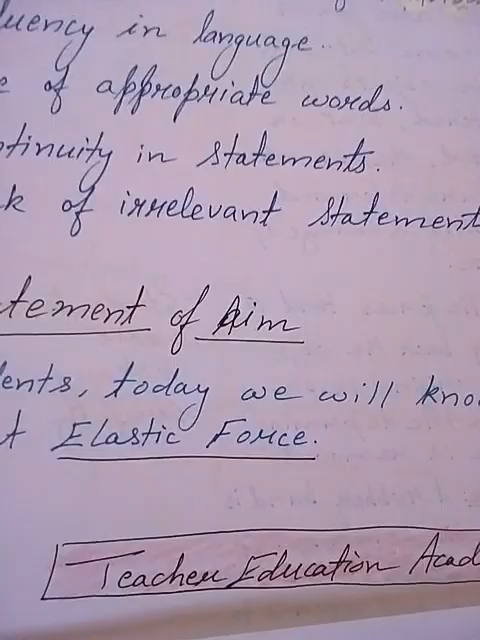 uency in language.
e of appropriate words.
tinuity in statements.
k of irrelevant statement
tement of Aim
ents, today we will kno
t Elastic Force.
Teacher Education Acad